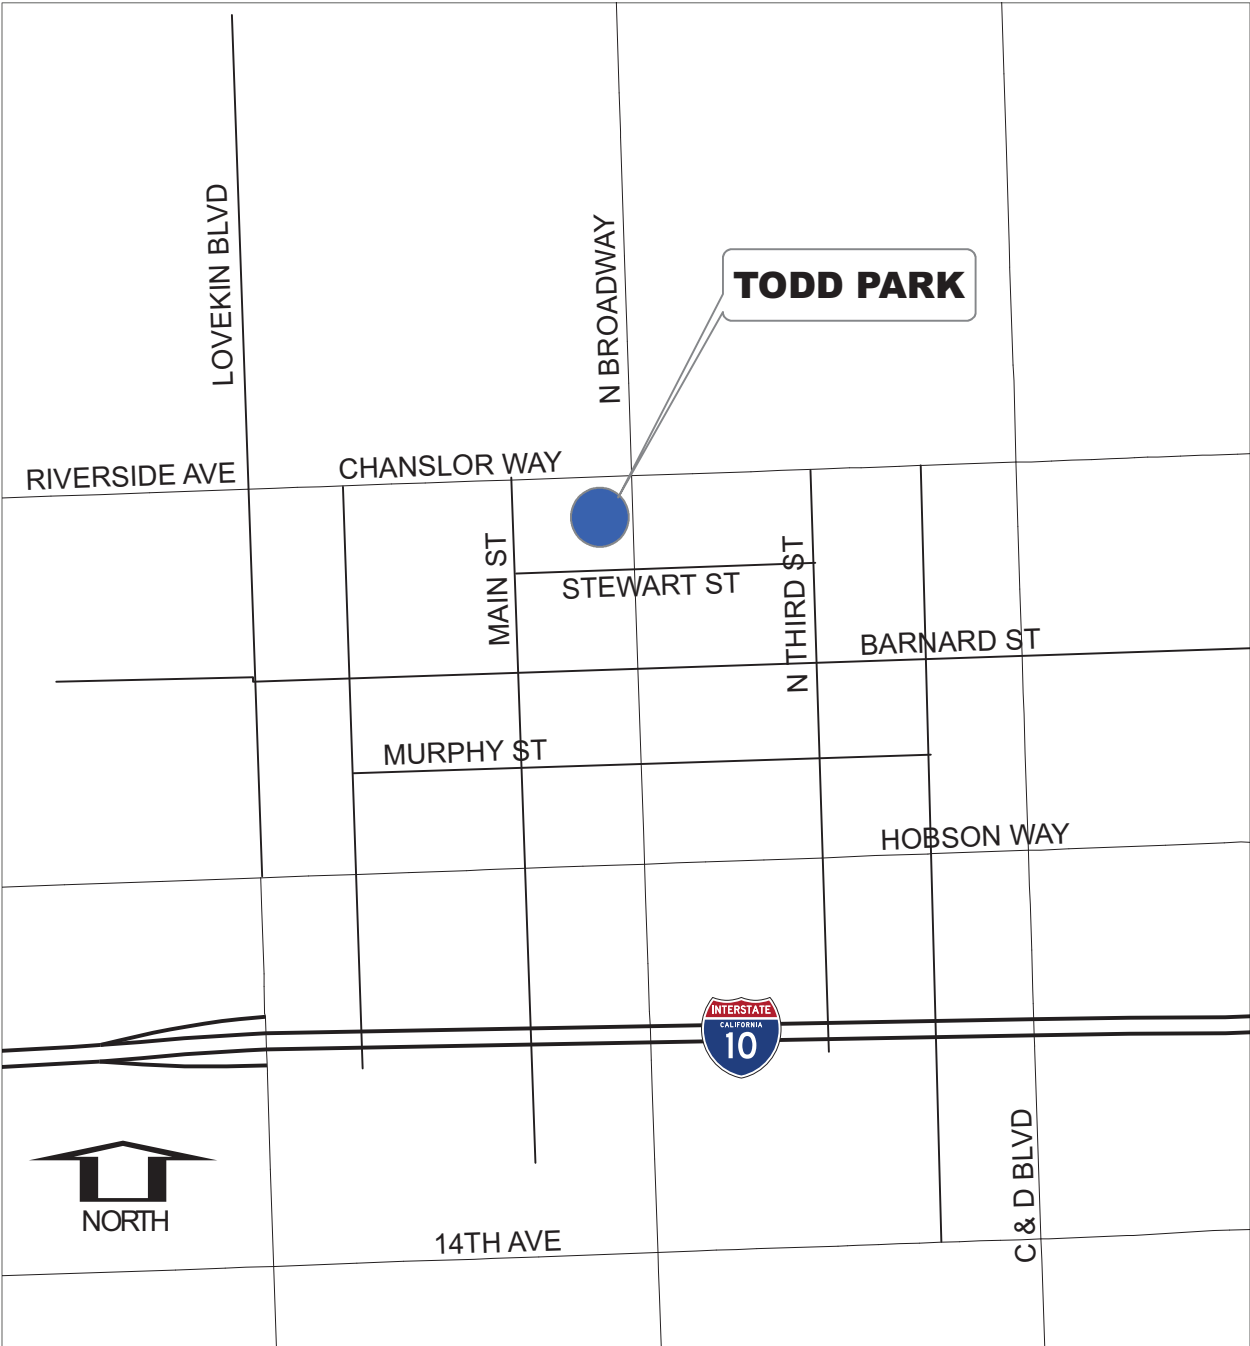 LOVEKIN BLVD
N BROADWAY
TODD PARK
RIVERSIDE AVE
CHANSLOR WAY
MAIN ST
STEWART ST
N THIRD ST
BARNARD ST
MURPHY ST
HOBSON WAY
INTERSTATE
CALIFORNIA
10
C & D BLVD
NORTH
14TH AVE